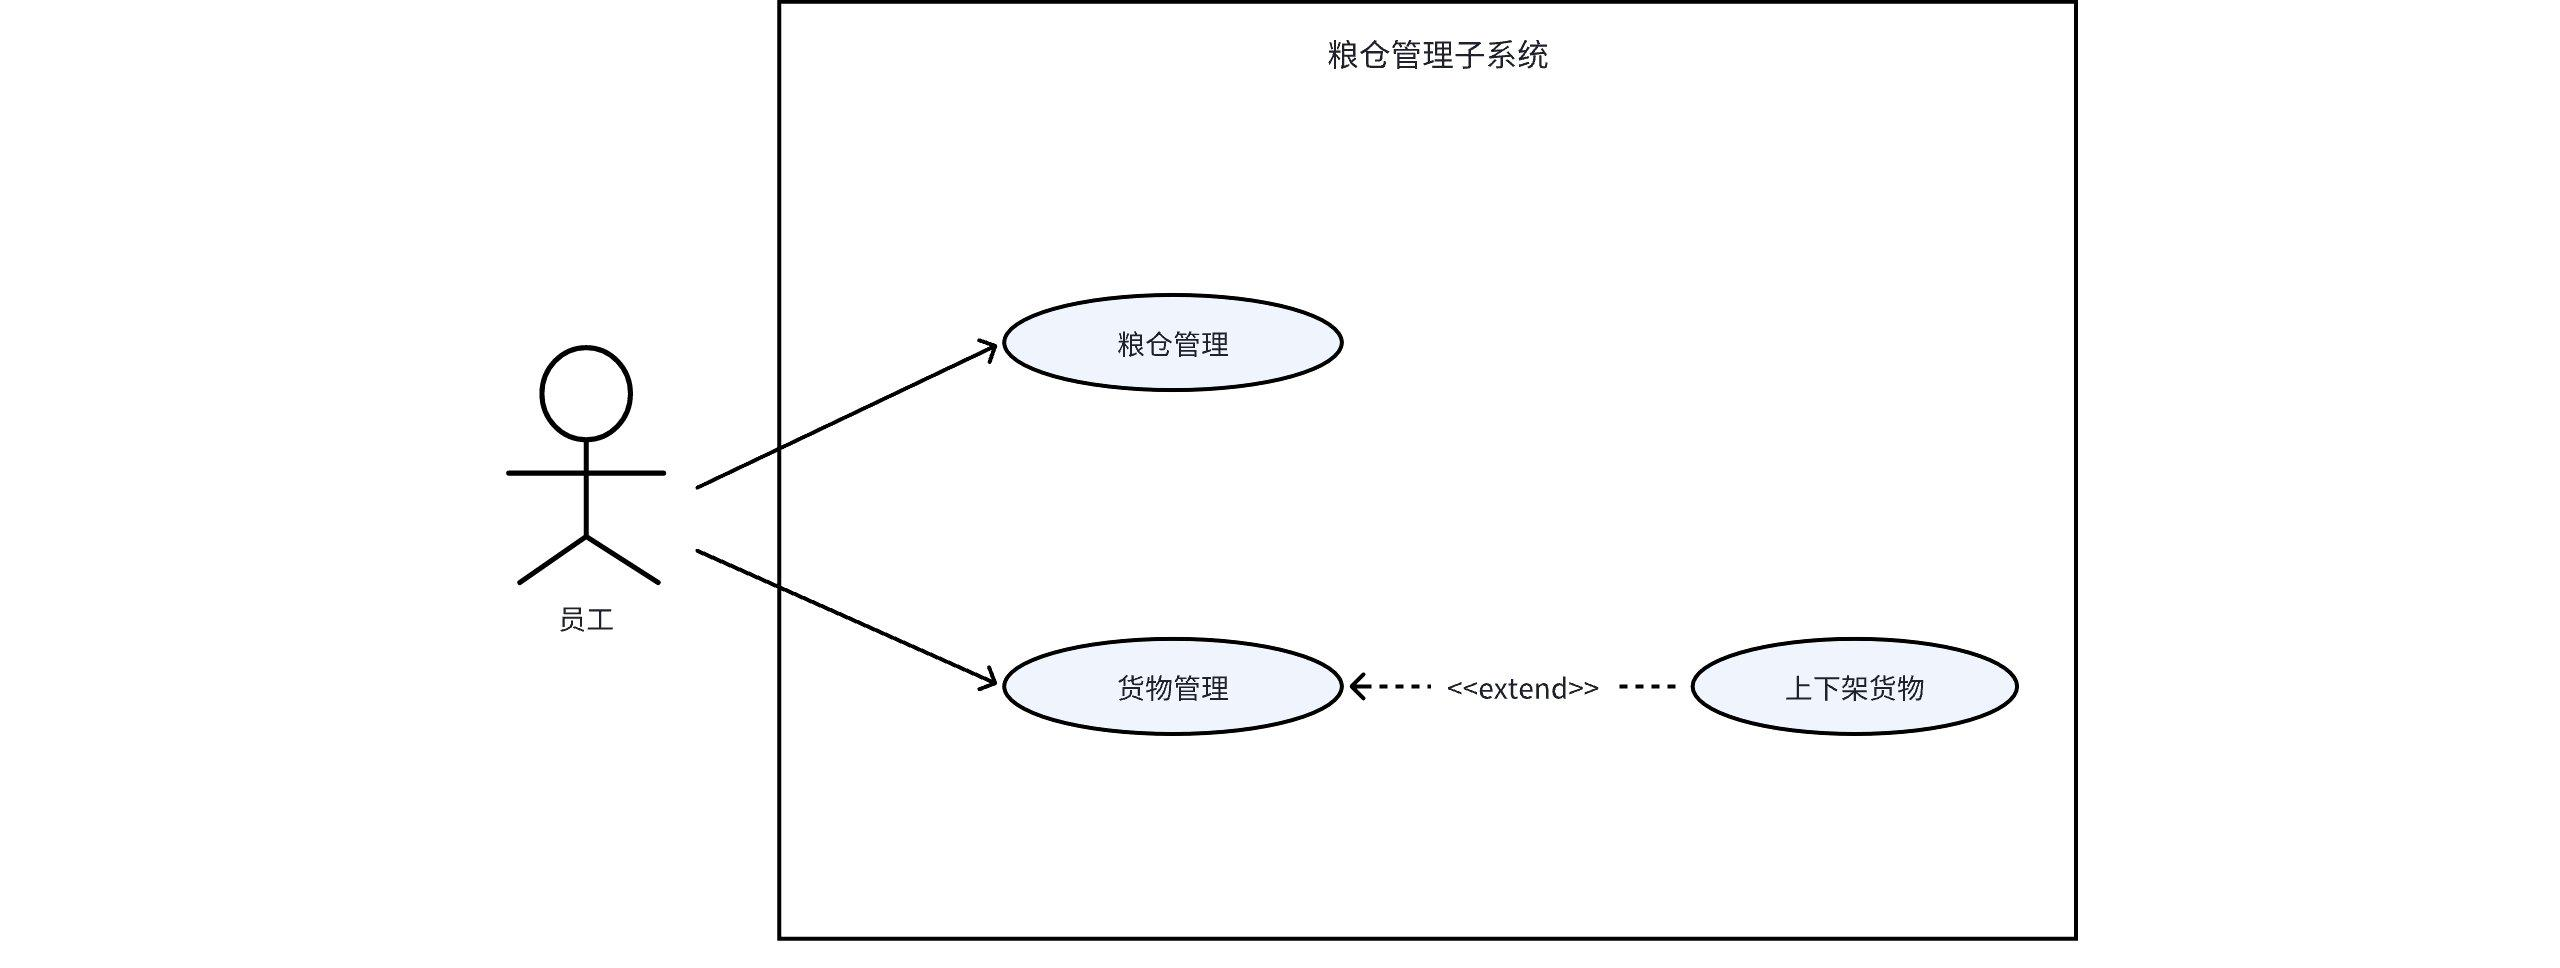 粮仓管理子系统
粮仓管理
员工
货物管理
<<extend>>
上下架货物